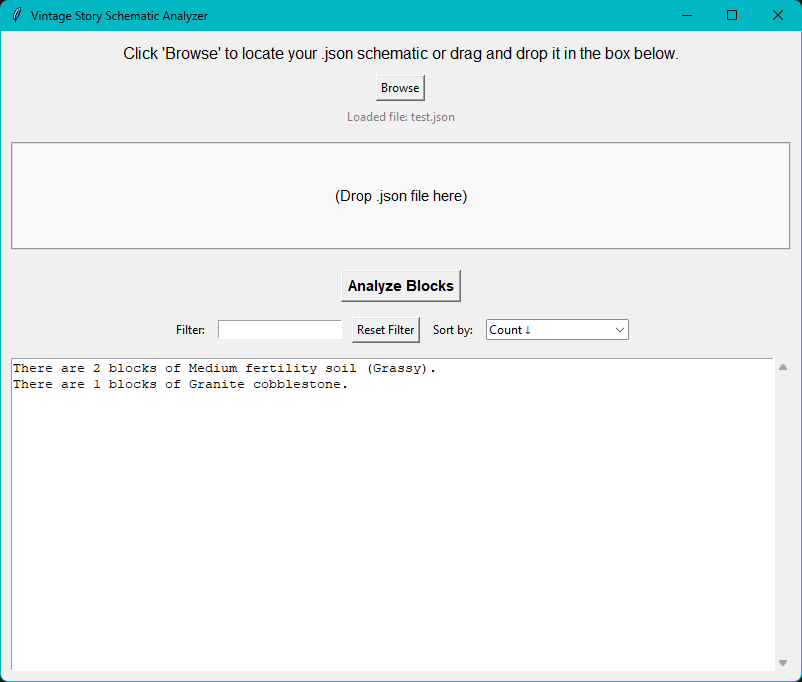 Vintage Story Schematic Analyzer
Click 'Browse' to locate your .json schematic or drag and drop it in the box below.
Browse
Loaded file: test.json
(Drop .json file here)
Analyze Blocks
Filter: Reset Filter Sort by: Count ↓
There are 2 blocks of Medium fertility soil (Grassy).
There are 1 blocks of Granite cobblestone.